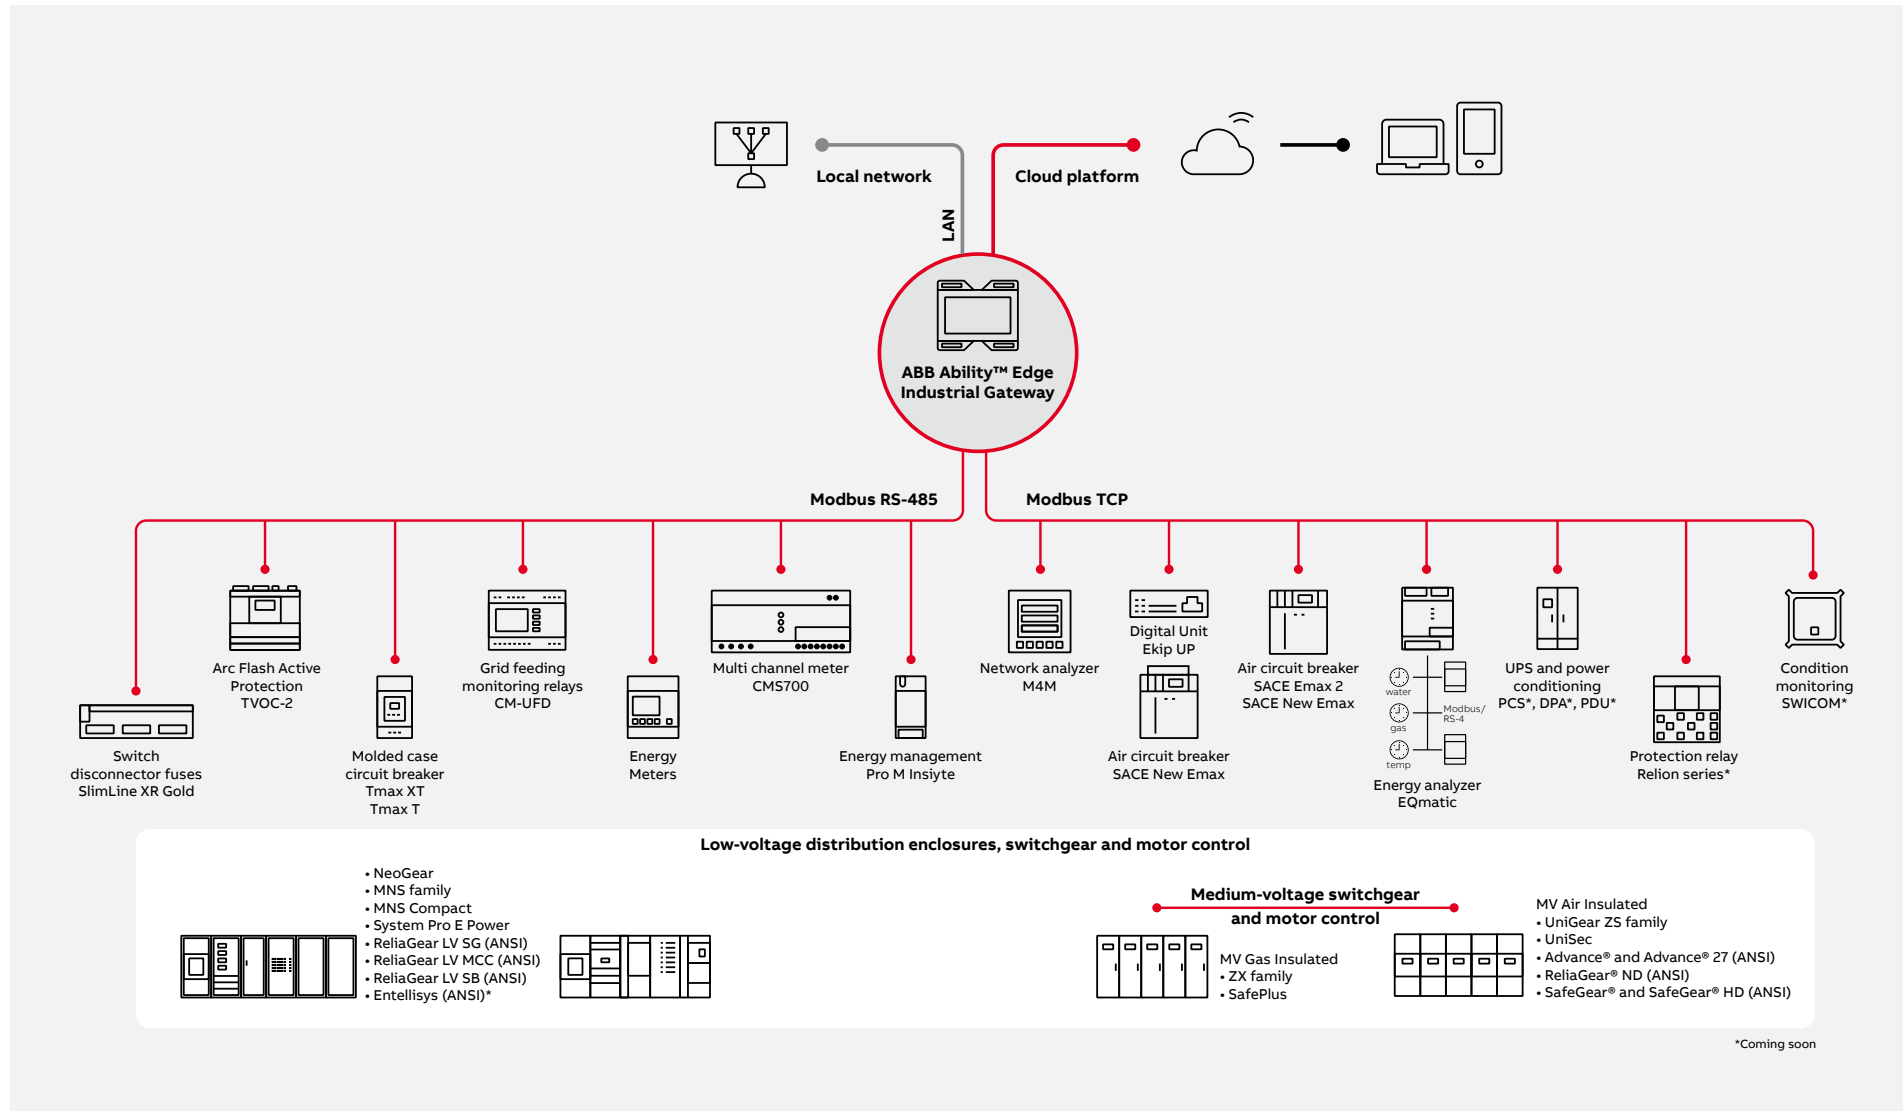 Local network
Cloud platform
LAN
ABB Ability™ Edge
Industrial Gateway
Modbus RS-485
Modbus TCP
Arc Flash Active
Protection
TVOC-2
Grid feeding
monitoring relays
CM-UFD
Multi channel meter
CMS700
Network analyzer
M4M
Digital Unit
Ekip UP
Air circuit breaker
SACE Emax 2
SACE New Emax
water
gas
temp
Modbus/
RS-4
UPS and power
conditioning
PCS*, DPA*, PDU*
Condition
monitoring
SWICOM*
Switch
disconnector fuses
SlimLine XR Gold
Molded case
circuit breaker
Tmax XT
Tmax T
Energy
Meters
Energy management
Pro M Insiyte
Air circuit breaker
SACE New Emax
Energy analyzer
EQmatic
Protection relay
Relion series*
Low-voltage distribution enclosures, switchgear and motor control
• NeoGear
• MNS family
• MNS Compact
• System Pro E Power
• ReliaGear LV SG (ANSI)
• ReliaGear LV MCC (ANSI)
• ReliaGear LV SB (ANSI)
• Entellisys (ANSI)*
Medium-voltage switchgear
and motor control
MV Gas Insulated
• ZX family
• SafePlus
MV Air Insulated
• UniGear ZS family
• UniSec
• Advance® and Advance® 27 (ANSI)
• ReliaGear® ND (ANSI)
• SafeGear® and SafeGear® HD (ANSI)
*Coming soon